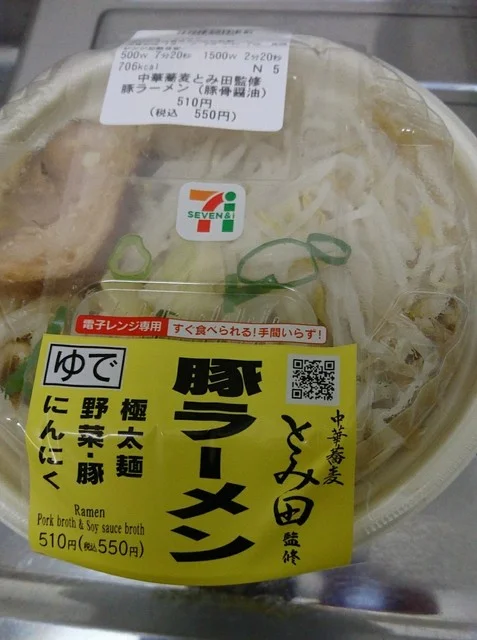 500W 7分20秒 1500W 2分20秒
706kcal N 5
中華蕎麦とみ田監修
豚ラーメン(豚骨醤油)
510円
(税込 550円)
7i
SEVEN&i
電子レンジ専用 すぐ食べられる!手間いらず!
ゆで
中華蕎麦
とみ田
監修
豚ラーメン
極太麺
野菜・豚
にんにく
Ramen
Pork broth & Soy sauce broth
510円(税込550円)